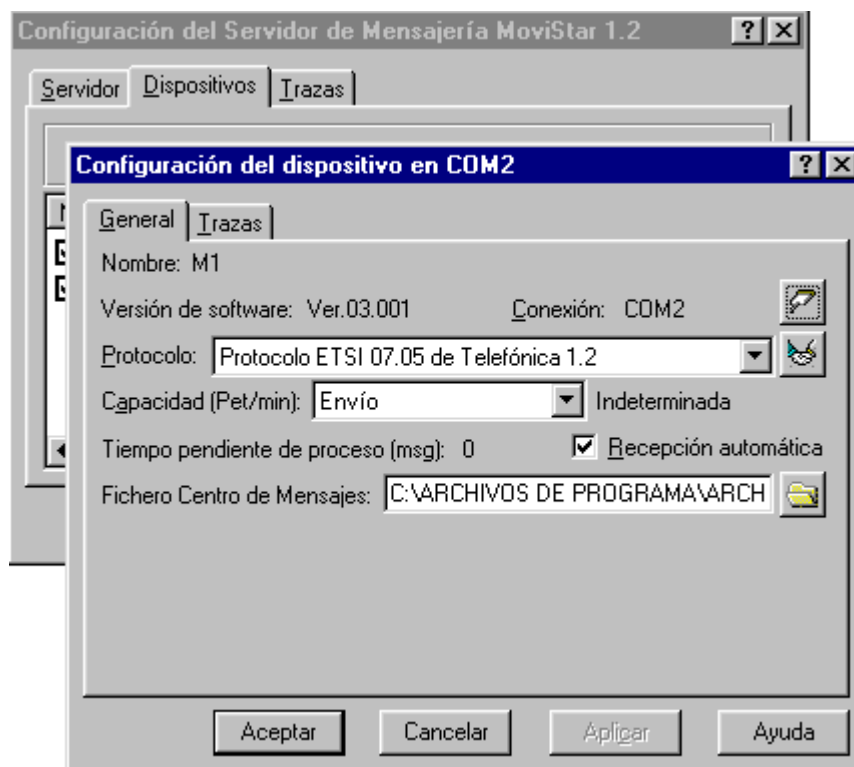 Configuración del Servidor de Mensajería MoviStar 1.2
Servidor Dispositivos Trazas
Configuración del dispositivo en COM2
General Trazas
Nombre: M1
Versión de software: Ver.03.001 Conexión: COM2
Protocolo: Protocolo ETSI 07.05 de Telefónica 1.2
Capacidad (Pet/min): Envío Indeterminada
Tiempo pendiente de proceso (msg): 0 Recepción automática
Fichero Centro de Mensajes: C:\ARCHIVOS DE PROGRAMA\ARCH
Aceptar Cancelar Aplicar Ayuda